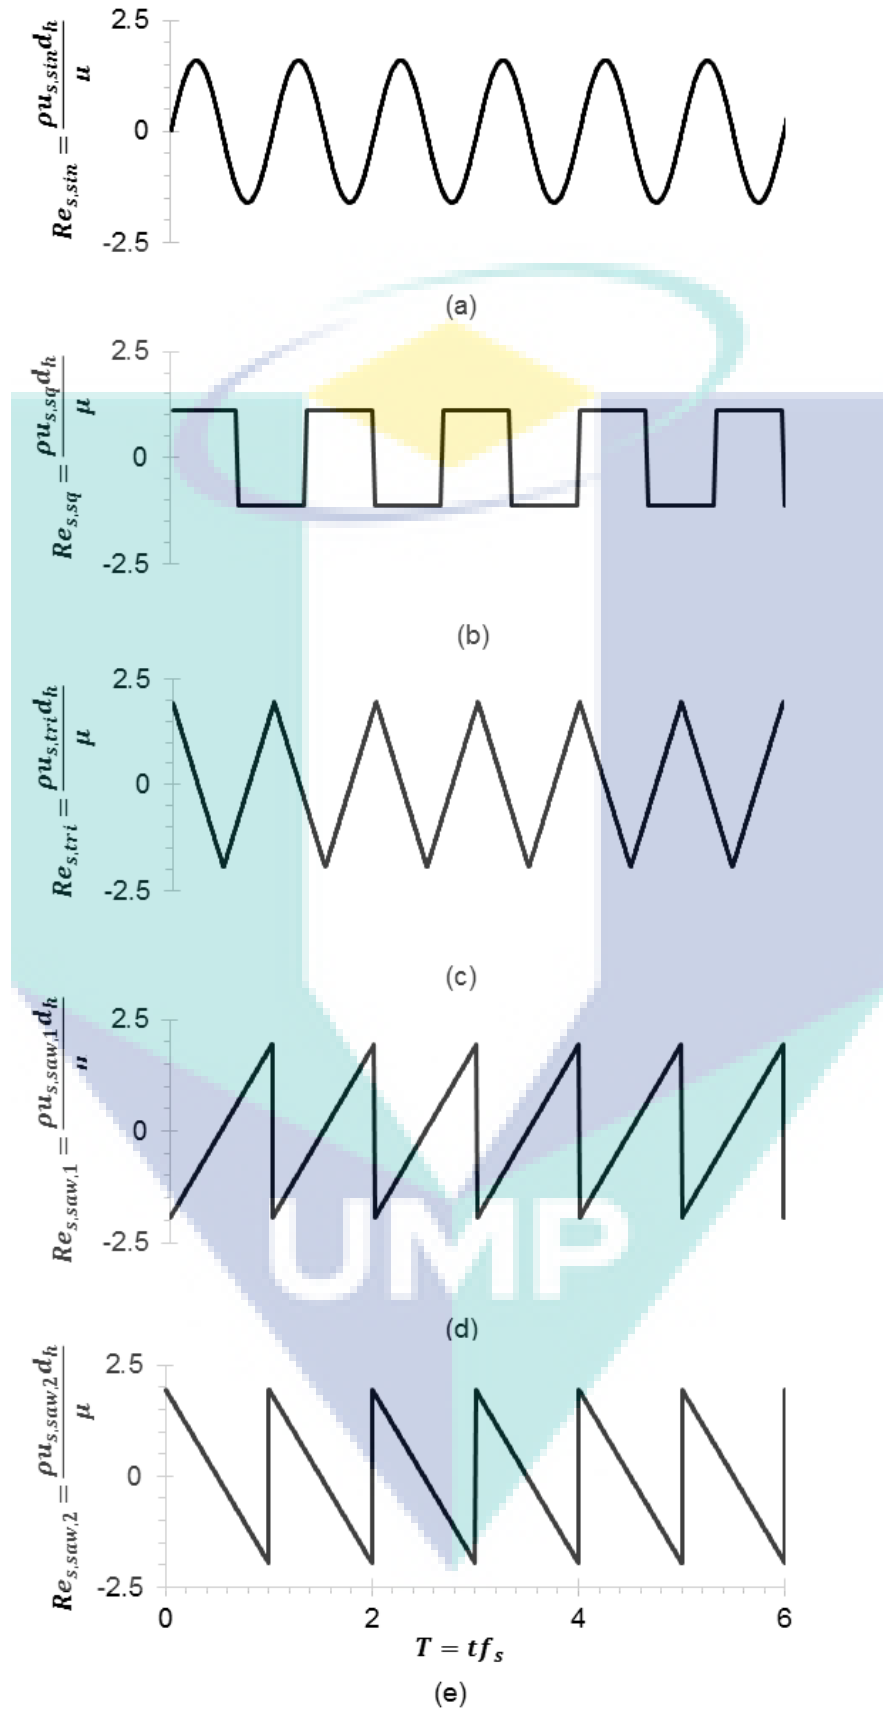 2.5
Re_{s,sin} = ρu_{s,sin}d_h / μ
0
-2.5
(a)
2.5
Re_{s,sq} = ρu_{s,sq}d_h / μ
0
-2.5
(b)
2.5
Re_{s,tri} = ρu_{s,tri}d_h / μ
0
-2.5
(c)
2.5
Re_{s,saw,1} = ρu_{s,saw,1}d_h / μ
0
-2.5
UMP
(d)
2.5
Re_{s,saw,2} = ρu_{s,saw,2}d_h / μ
0
-2.5
0 2 4 6
T = tf_s
(e)